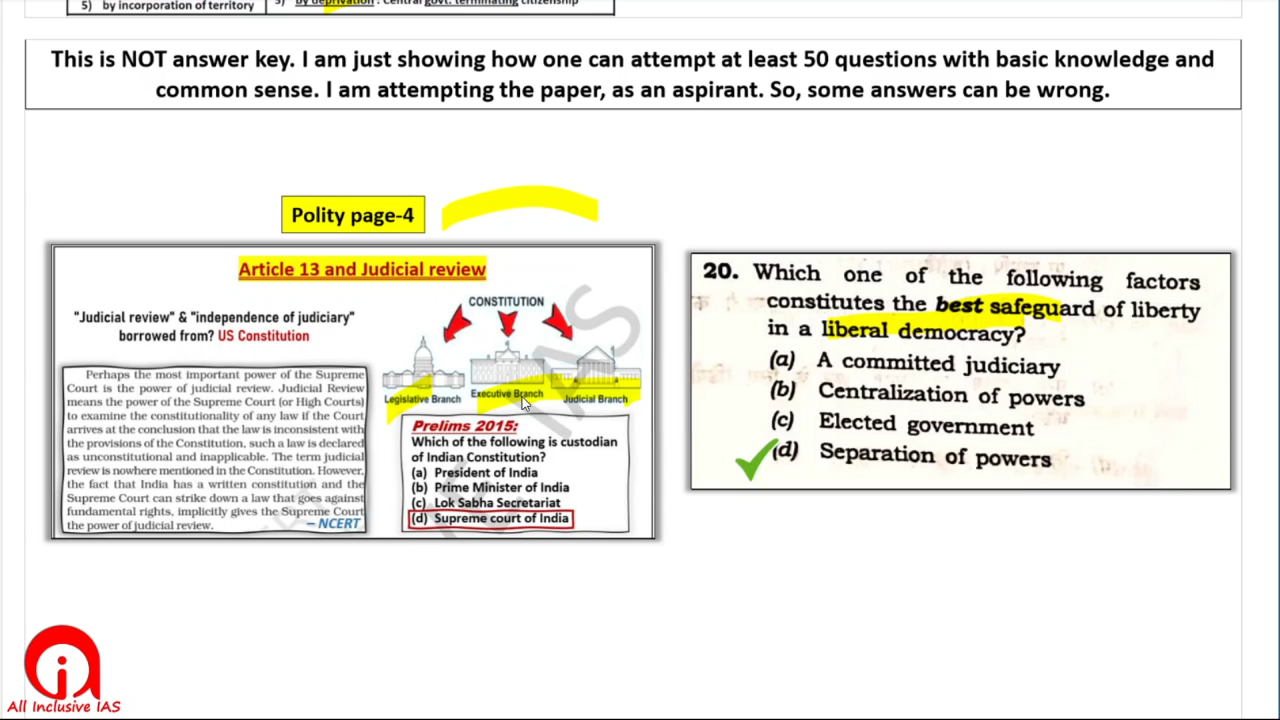 5) by incorporation of territory
5) by deprivation : Central govt. terminating citizenship
This is NOT answer key. I am just showing how one can attempt at least 50 questions with basic knowledge and
common sense. I am attempting the paper, as an aspirant. So, some answers can be wrong.
Polity page-4
Article 13 and Judicial review
"Judicial review" & "independence of judiciary"
borrowed from? US Constitution
Perhaps the most important power of the Supreme
Court is the power of judicial review. Judicial Review
means the power of the Supreme Court (or High Courts)
to examine the constitutionality of any law if the Court
arrives at the conclusion that the law is inconsistent with
the provisions of the Constitution, such a law is declared
as unconstitutional and inapplicable. The term judicial
review is nowhere mentioned in the Constitution. However,
the fact that India has a written constitution and the
Supreme Court can strike down a law that goes against
fundamental rights, implicitly gives the Supreme Court
the power of judicial review.
– NCERT
CONSTITUTION
Legislative Branch
Executive Branch
Judicial Branch
Prelims 2015:
Which of the following is custodian
of Indian Constitution?
(a) President of India
(b) Prime Minister of India
(c) Lok Sabha Secretariat
(d) Supreme court of India
20. Which one of the following factors
constitutes the best safeguard of liberty
in a liberal democracy?
(a) A committed judiciary
(b) Centralization of powers
(c) Elected government
(d) Separation of powers
All Inclusive IAS